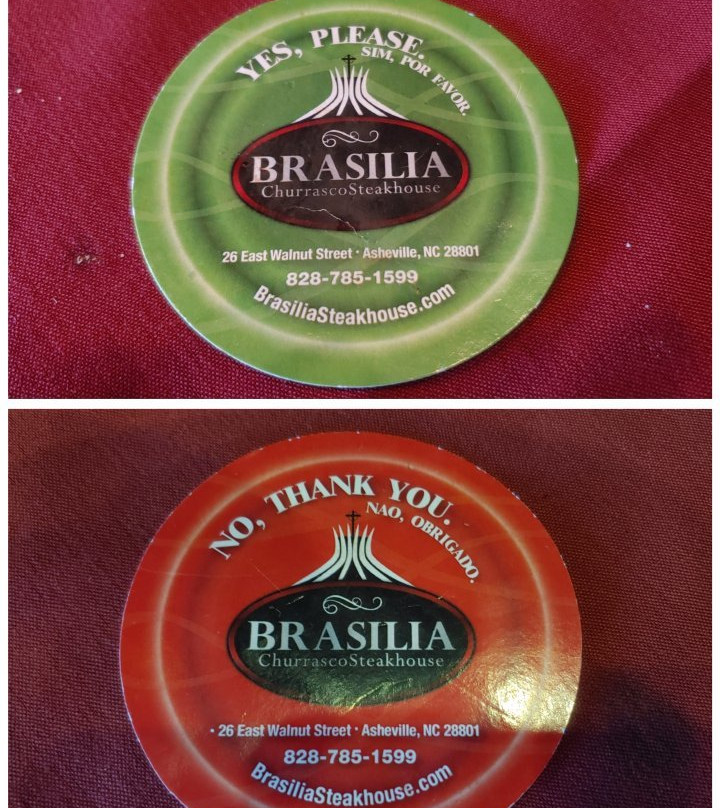 YES, PLEASE.
SIM, POR FAVOR.
BRASILIA
ChurrascoSteakhouse
26 East Walnut Street · Asheville, NC 28801
828-785-1599
BrasiliaSteakhouse.com
NO, THANK YOU.
NAO, OBRIGADO.
BRASILIA
ChurrascoSteakhouse
· 26 East Walnut Street · Asheville, NC 28801
828-785-1599
BrasiliaSteakhouse.com